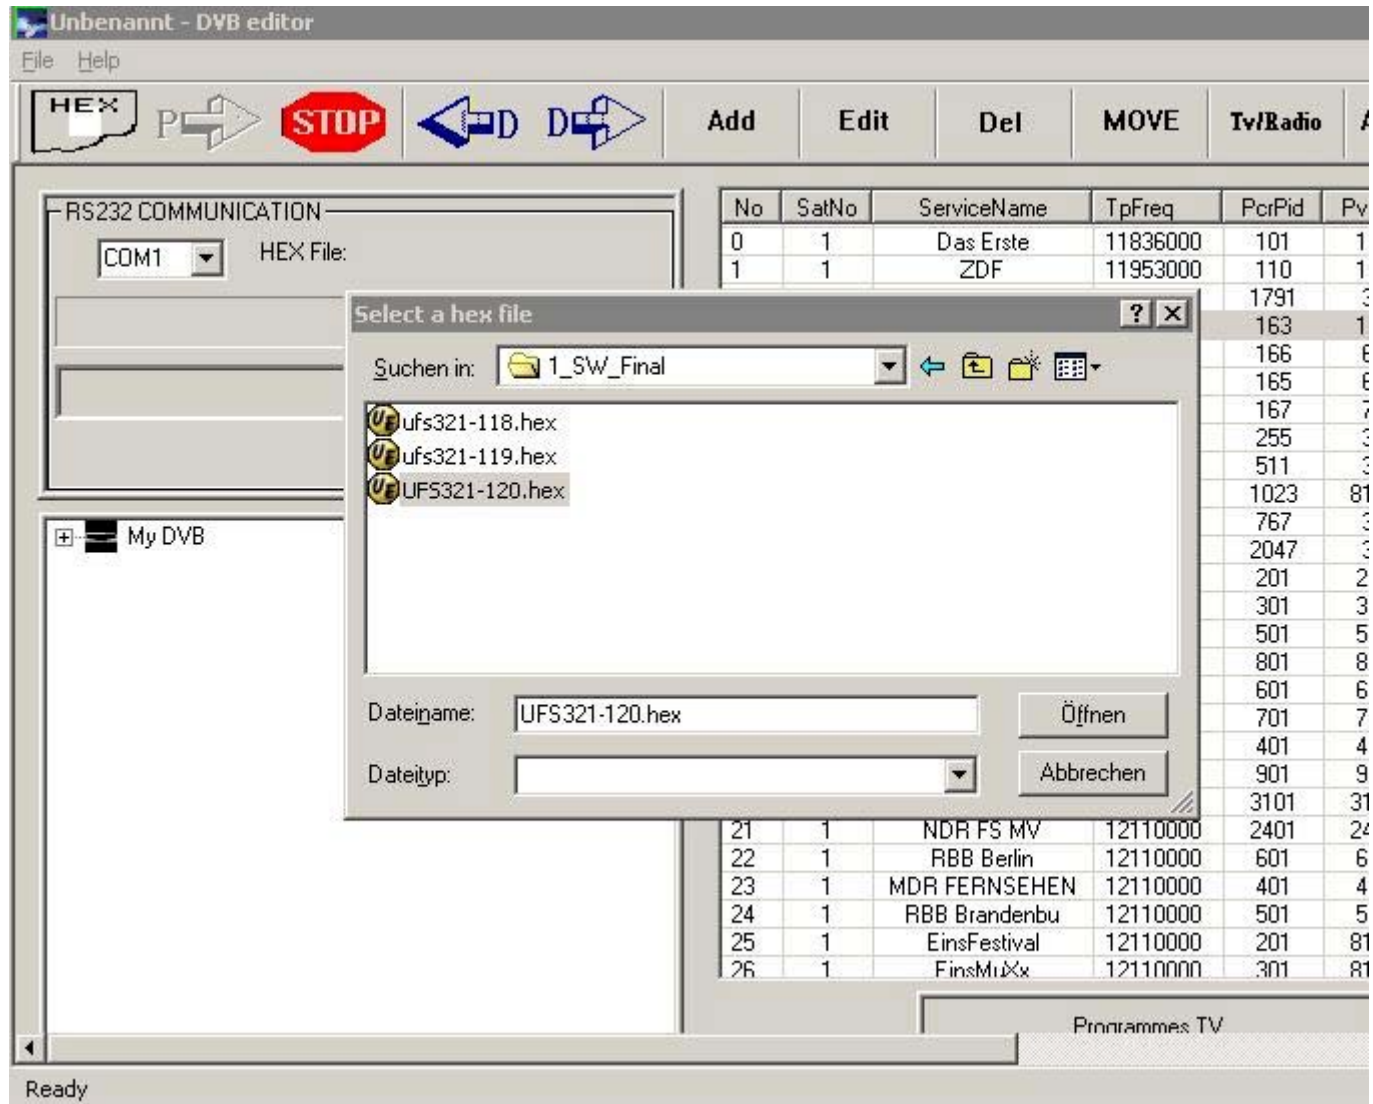 Unbenannt - DVB editor
File Help
HEX P STOP D D Add Edit Del MOVE Tv/Radio
RS232 COMMUNICATION
COM1 HEX File:
No SatNo ServiceName TpFreq PcrPid
0 1 Das Erste 11836000 101
1 1 ZDF 11953000 110
1791
163
166
165
167
255
511
1023
767
2047
201
301
501
801
601
701
401
901
3101
21 1 NDR FS MV 12110000 2401
22 1 RBB Berlin 12110000 601
23 1 MDR FERNSEHEN 12110000 401
24 1 RBB Brandenbu 12110000 501
25 1 EinsFestival 12110000 201
26 1 EinsMuXx 12110000 301
Select a hex file
Suchen in: 1_SW_Final
ufs321-118.hex
ufs321-119.hex
UFS321-120.hex
Dateiname: UFS321-120.hex Öffnen
Dateityp: Abbrechen
My DVB
Programmes TV
Ready